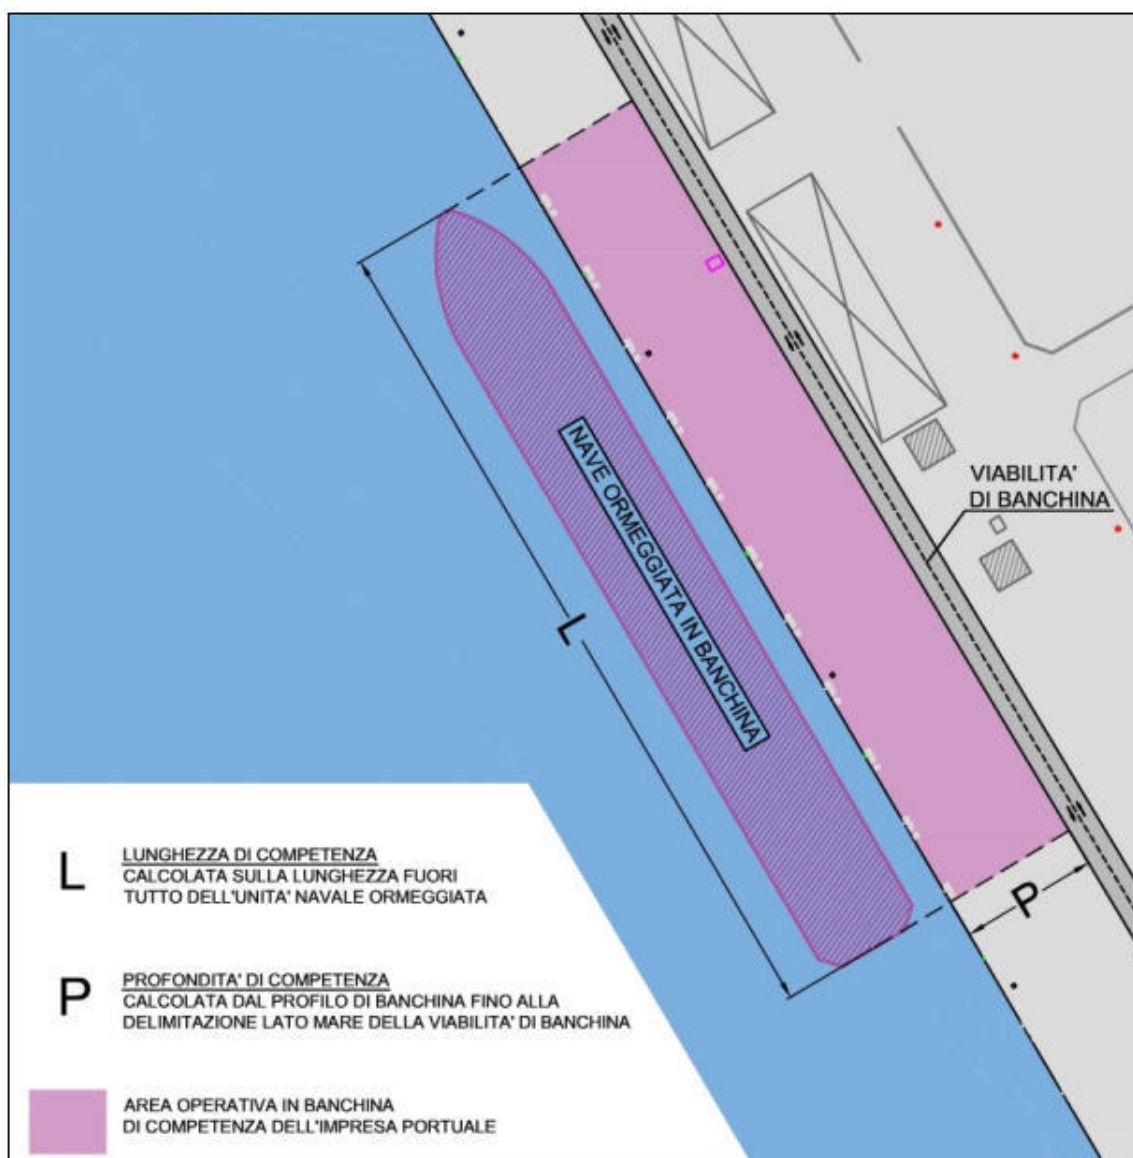 VIABILITA'
DI BANCHINA
NAVE ORMEGGIATA IN BANCHINA
L
P
L
LUNGHEZZA DI COMPETENZA
CALCOLATA SULLA LUNGHEZZA FUORI
TUTTO DELL'UNITA' NAVALE ORMEGGIATA
P
PROFONDITA' DI COMPETENZA
CALCOLATA DAL PROFILO DI BANCHINA FINO ALLA
DELIMITAZIONE LATO MARE DELLA VIABILITA' DI BANCHINA
AREA OPERATIVA IN BANCHINA
DI COMPETENZA DELL'IMPRESA PORTUALE